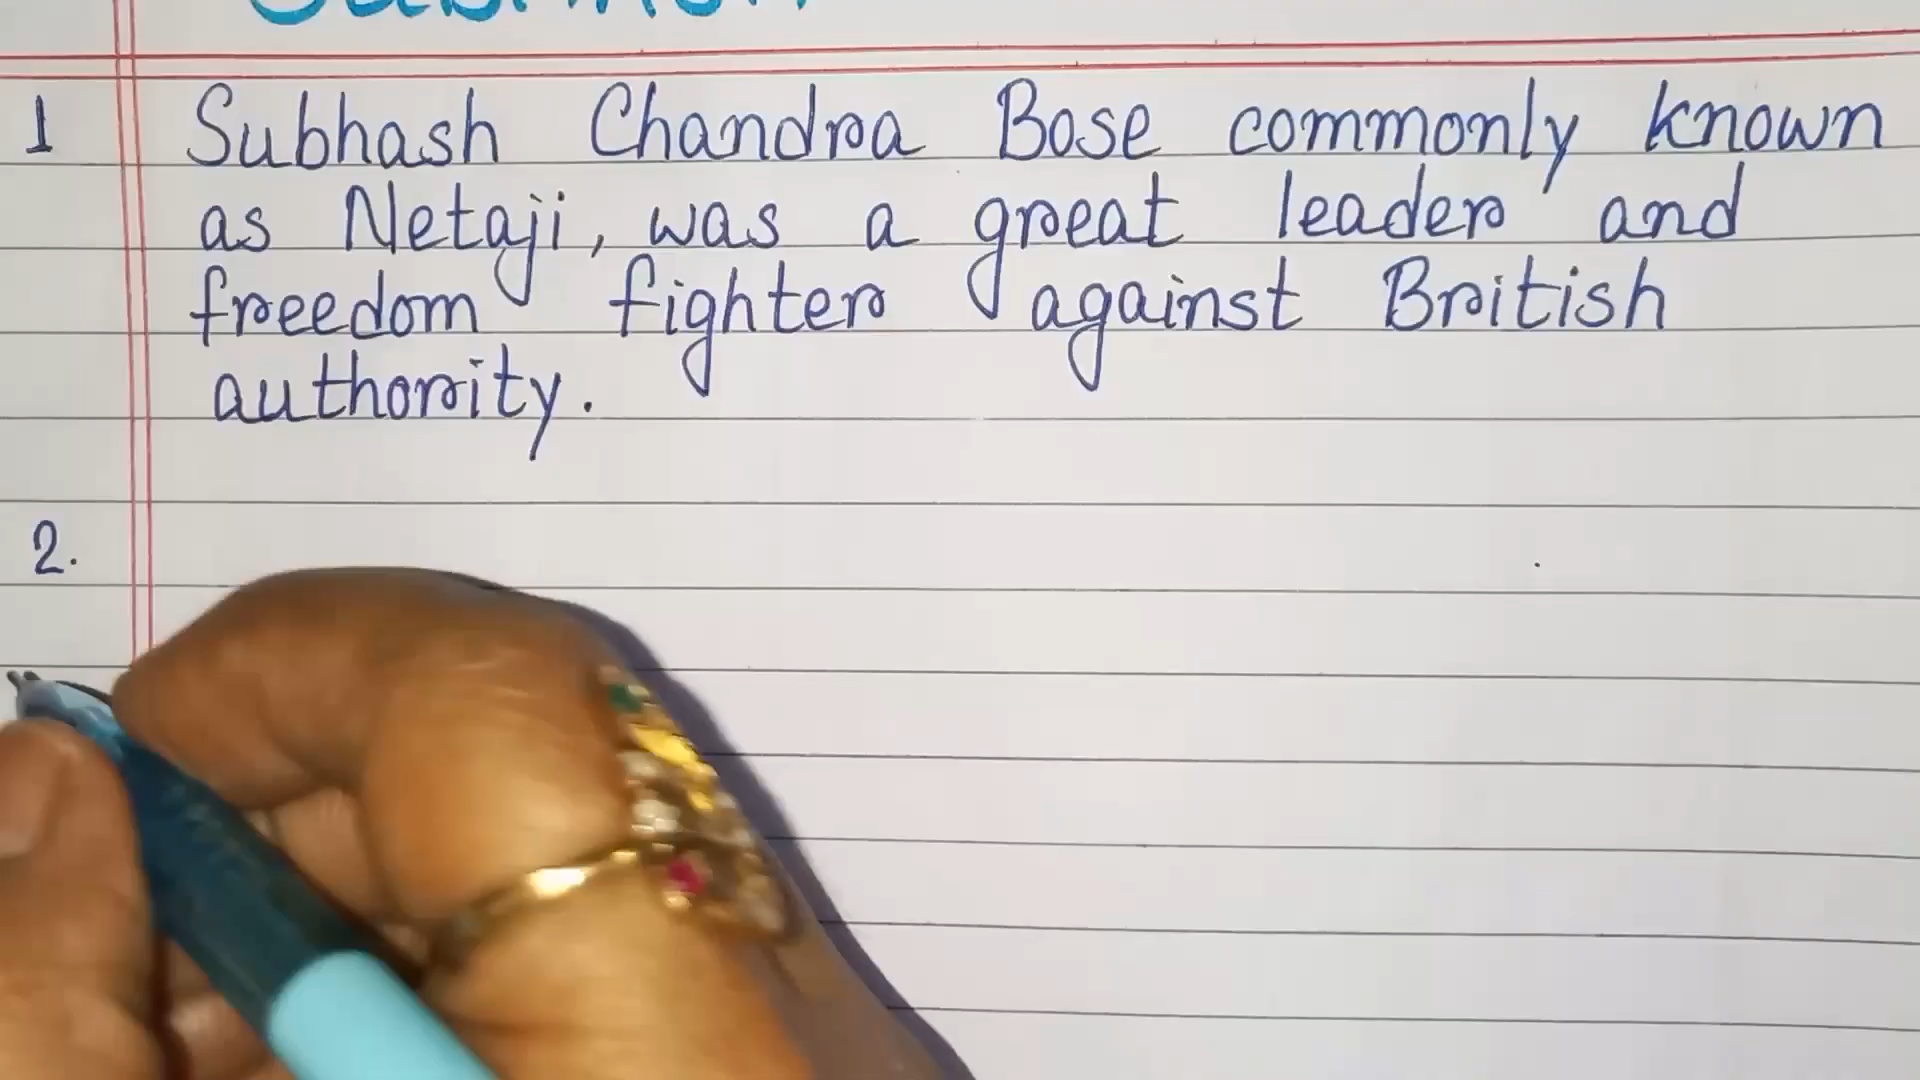 1 Subhash Chandra Bose commonly known
as Netaji, was a great leader and
freedom fighter against British
authority.
2.